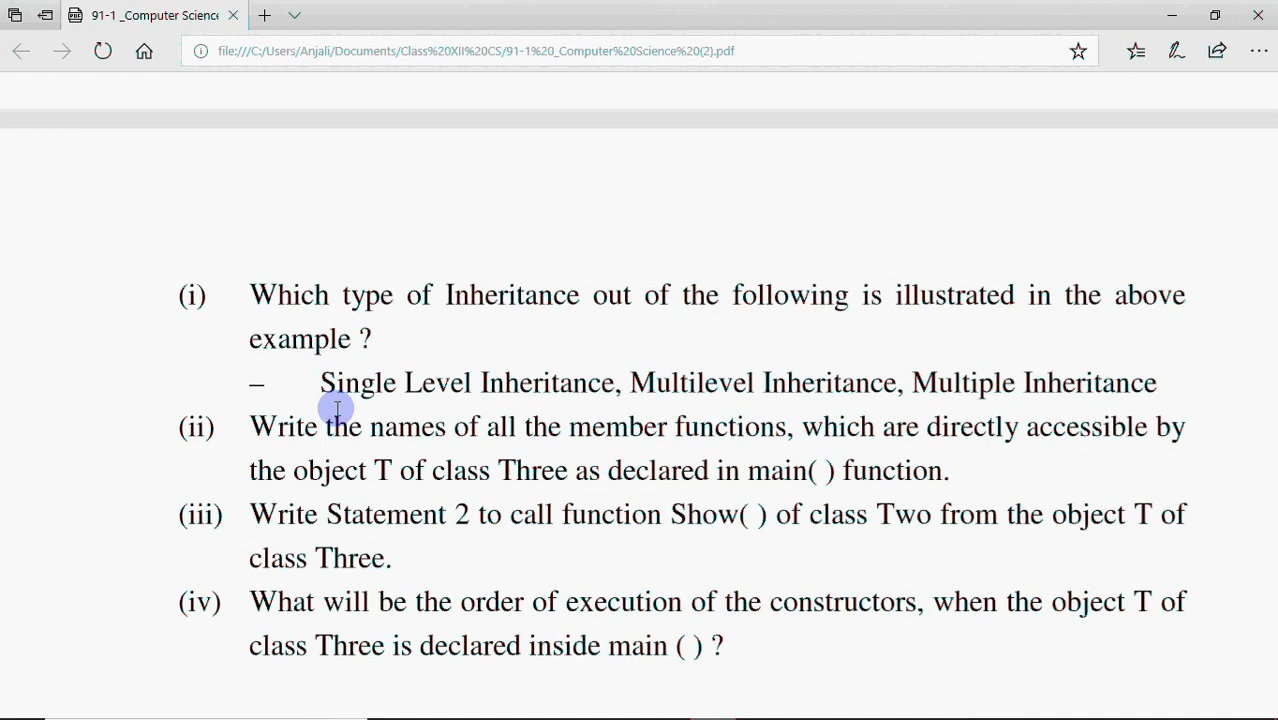 91-1 _Computer Science
file:///C:/Users/Anjali/Documents/Class%20XII%20CS/91-1%20_Computer%20Science%20(2).pdf
(i) Which type of Inheritance out of the following is illustrated in the above
example ?
– Single Level Inheritance, Multilevel Inheritance, Multiple Inheritance
(ii) Write the names of all the member functions, which are directly accessible by
the object T of class Three as declared in main( ) function.
(iii) Write Statement 2 to call function Show( ) of class Two from the object T of
class Three.
(iv) What will be the order of execution of the constructors, when the object T of
class Three is declared inside main ( ) ?